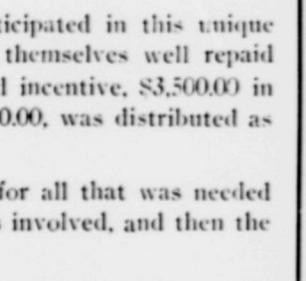 ticipated in this unique
themselves well repaid
l incentive, $3,500.00 in
0.00, was distributed as
for all that was needed
involved, and then the